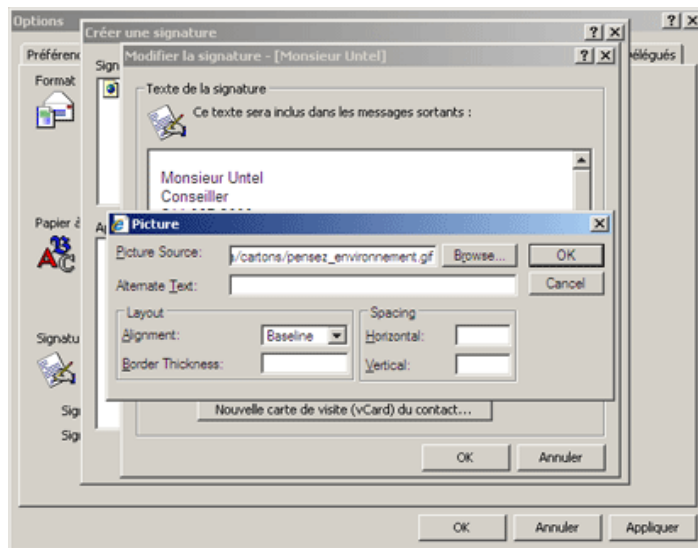 Options
Créer une signature
Modifier la signature - [Monsieur Untel]
Préféren
élégués
Format
Sign
Texte de la signature
Ce texte sera inclus dans les messages sortants :
Monsieur Untel
Conseiller
Papier à
Picture
Picture Source:
/cartons/pensez_environnement.gif
Browse...
OK
Alternate Text:
Cancel
Layout
Spacing
Alignment:
Baseline
Horizontal:
Border Thickness:
Vertical:
Signatu
Sig
Sig
Nouvelle carte de visite (vCard) du contact...
OK
Annuler
OK
Annuler
Appliquer